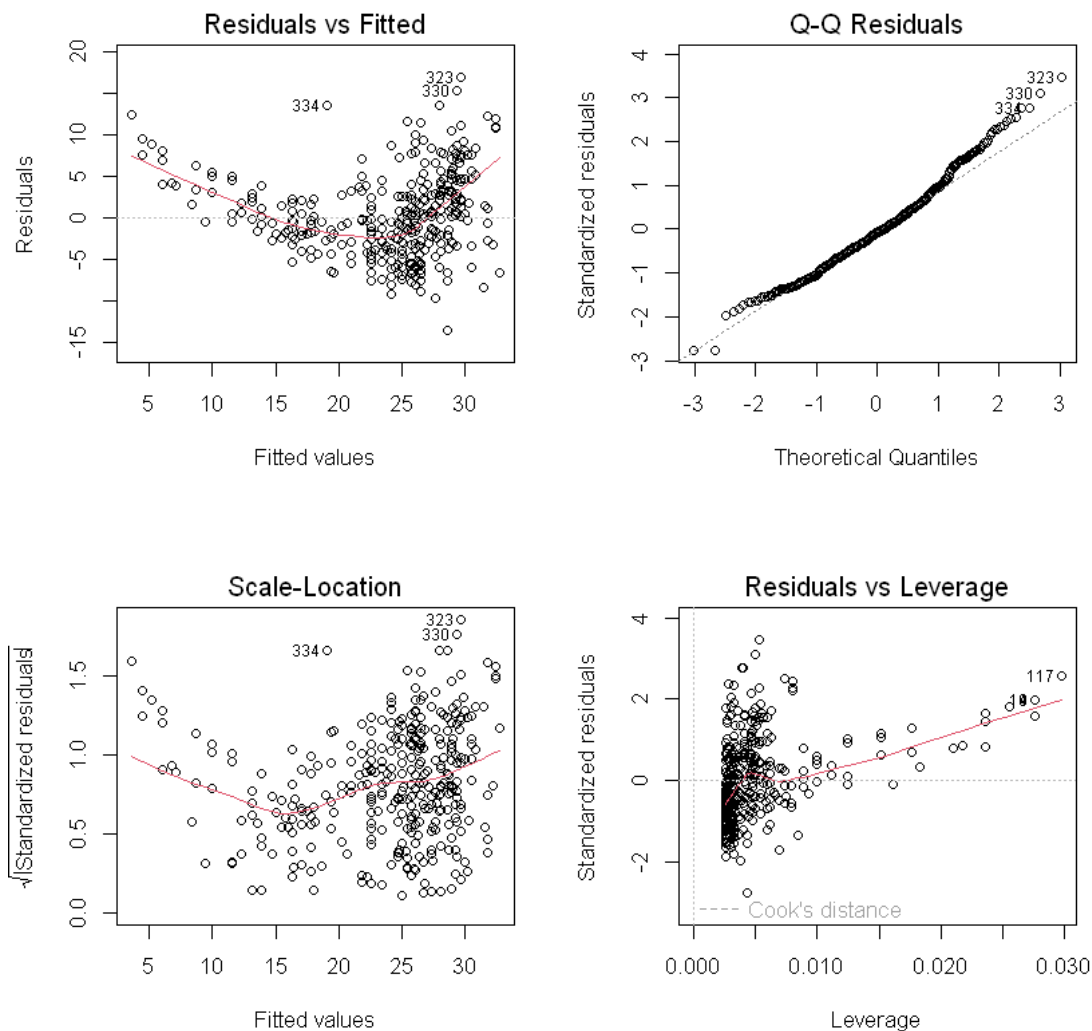 Residuals vs Fitted
20
10
5
0
-5
-15
Residuals
323
330
334
5 10 15 20 25 30
Fitted values
Q-Q Residuals
4
3
2
1
0
-1
-2
-3
Standardized residuals
323
330
334
-3 -2 -1 0 1 2 3
Theoretical Quantiles
Scale-Location
1.5
1.0
0.5
0.0
√|Standardized residuals|
323
330
334
5 10 15 20 25 30
Fitted values
Residuals vs Leverage
4
2
0
-2
Standardized residuals
117
Cook's distance
0.000 0.010 0.020 0.030
Leverage